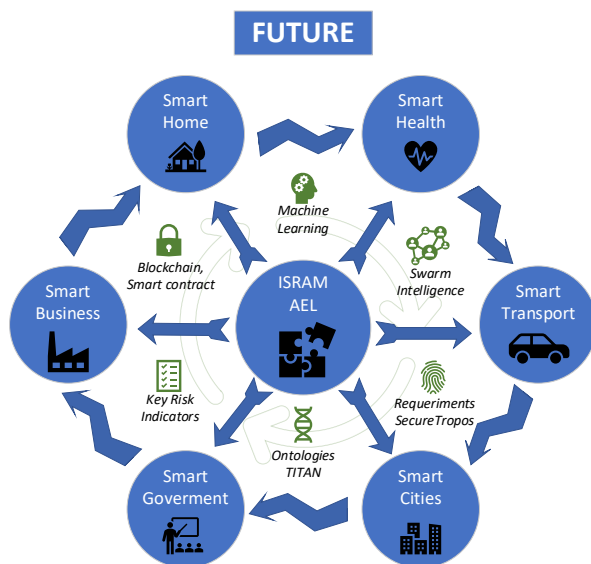 FUTURE
Smart
Home
Smart
Health
Machine
Learning
Blockchain,
Smart contract
Swarm
Intelligence
ISRAM
AEL
Smart
Business
Smart
Transport
Key Risk
Indicators
Requeriments
SecureTropos
Ontologies
TITAN
Smart
Goverment
Smart
Cities